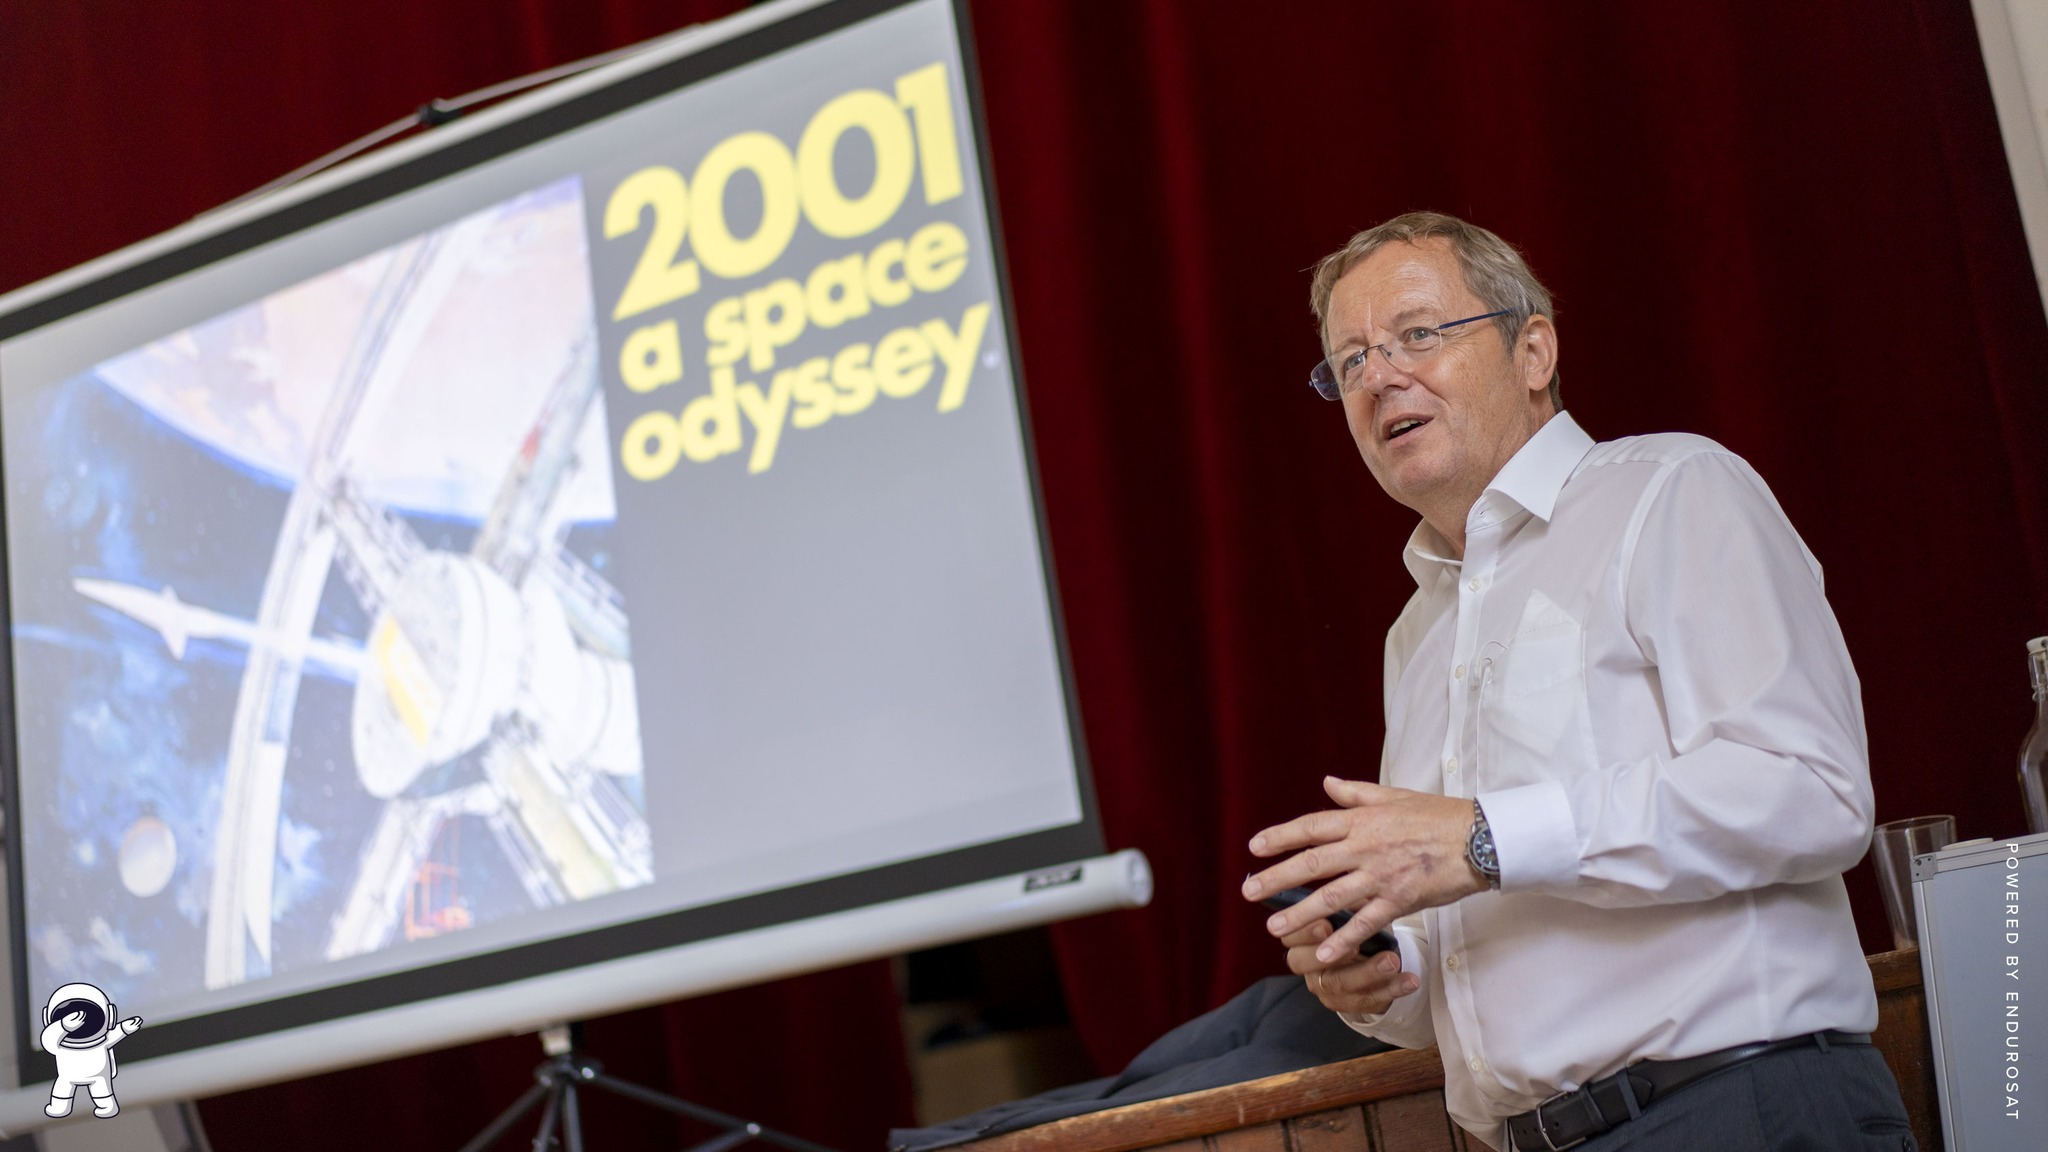 2001
a space
odyssey
POWERED BY ENDUROSAT